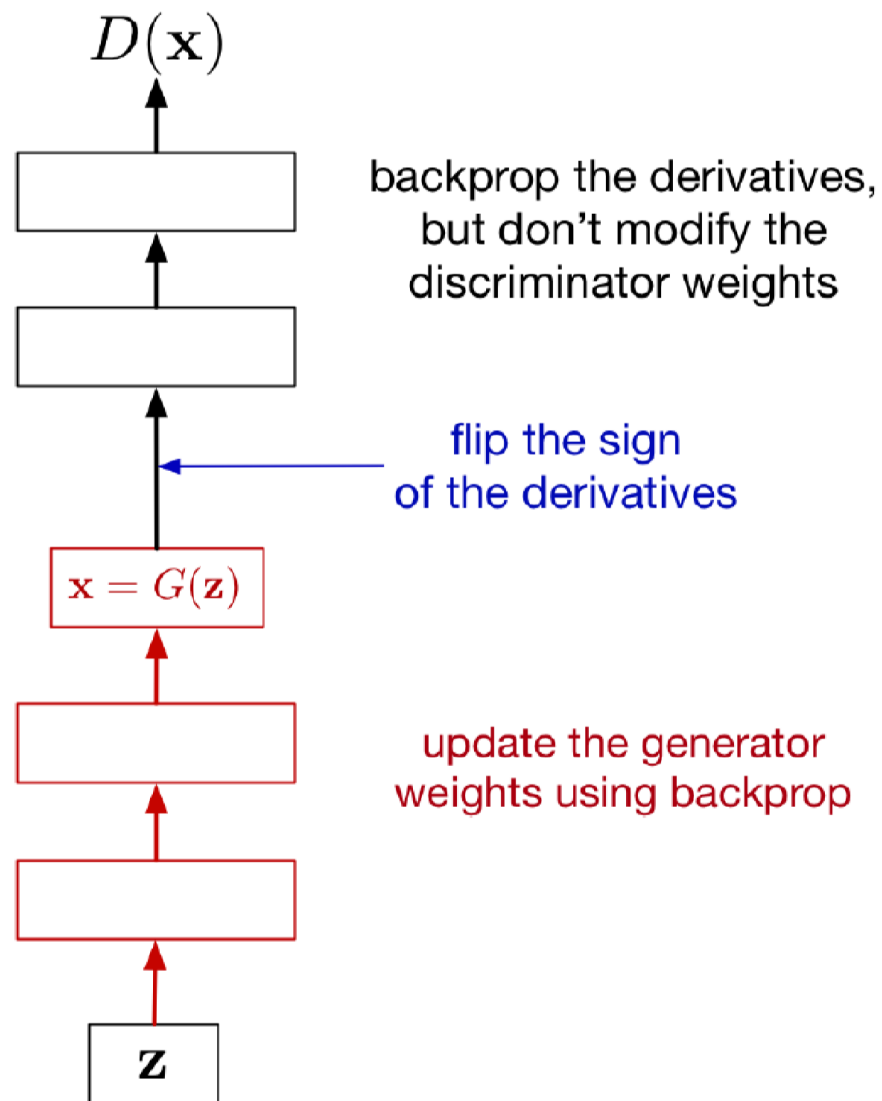 D(x)
backprop the derivatives,
but don't modify the
discriminator weights
flip the sign
of the derivatives
x = G(z)
update the generator
weights using backprop
z